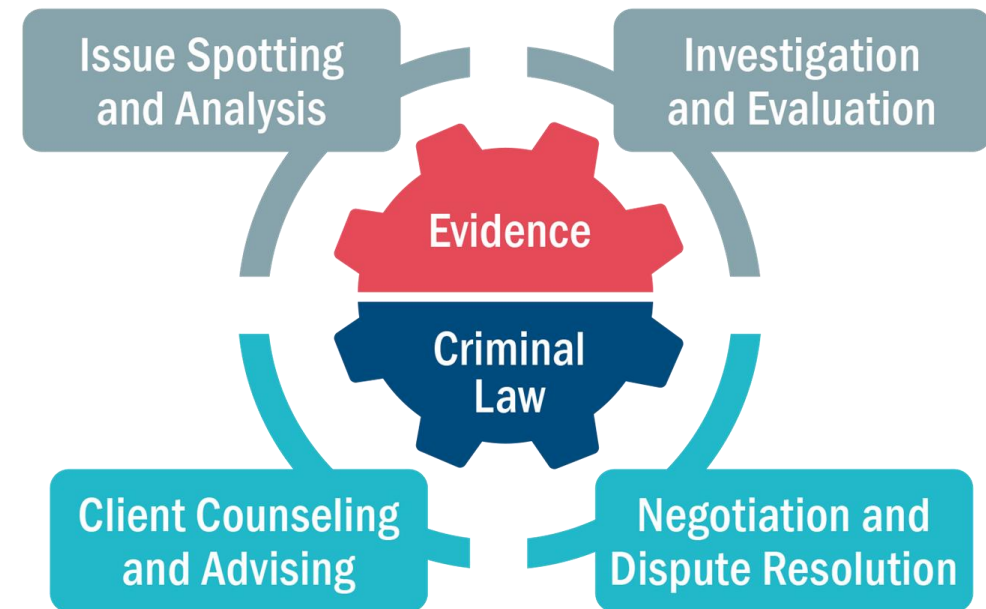 Issue Spotting
and Analysis
Investigation
and Evaluation
Evidence
Criminal
Law
Client Counseling
and Advising
Negotiation and
Dispute Resolution